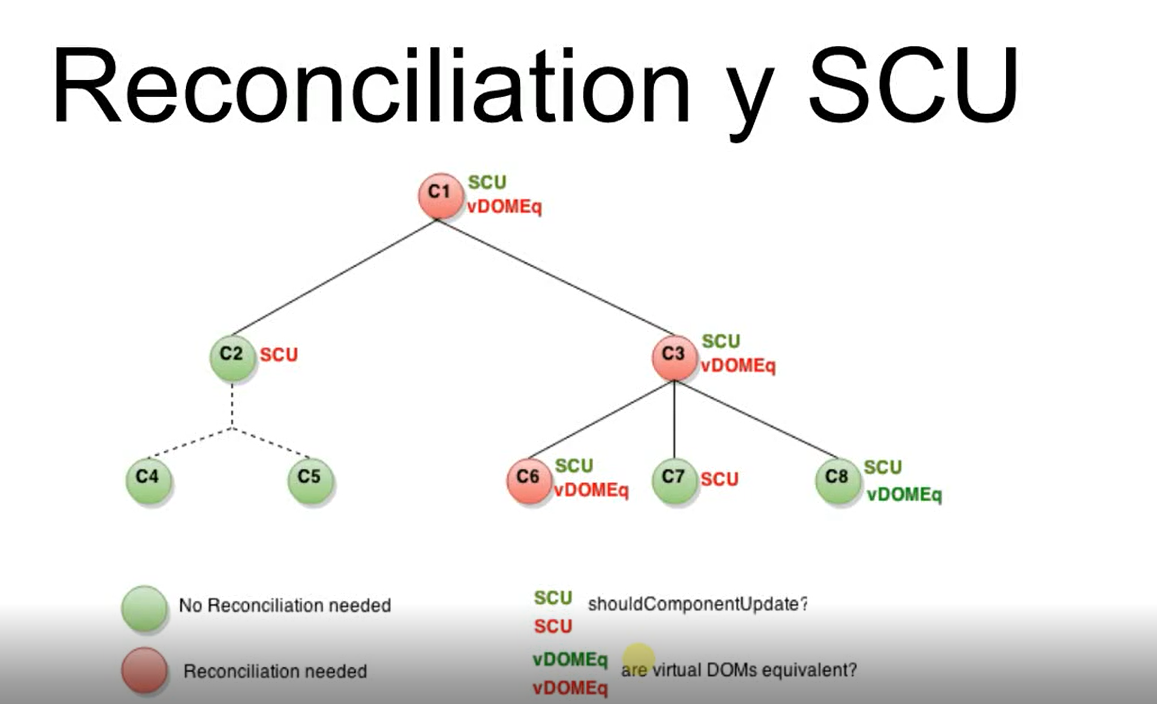 Reconciliation y SCU
C1 SCU
vDOMEq
C2 SCU
C3 SCU
vDOMEq
C4
C5
C6 SCU
vDOMEq
C7 SCU
C8 SCU
vDOMEq
No Reconciliation needed
Reconciliation needed
SCU shouldComponentUpdate?
SCU
vDOMEq are virtual DOMs equivalent?
vDOMEq